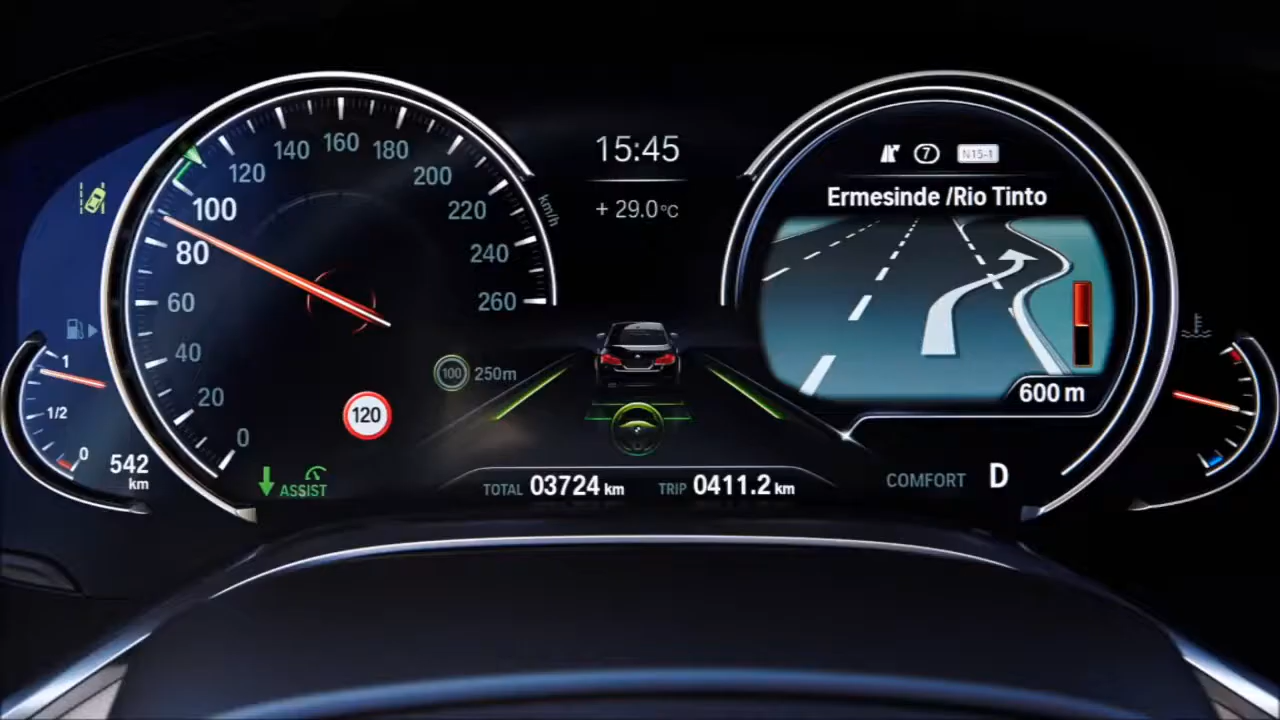 15:45
+ 29.0°C
0
20
40
60
80
100
120
140
160
180
200
220
240
260
km/h
1
1/2
0
542
km
100 250m
120
ASSIST
TOTAL 03724 km TRIP 0411.2 km
7 N15-1
Ermesinde /Rio Tinto
600 m
COMFORT D